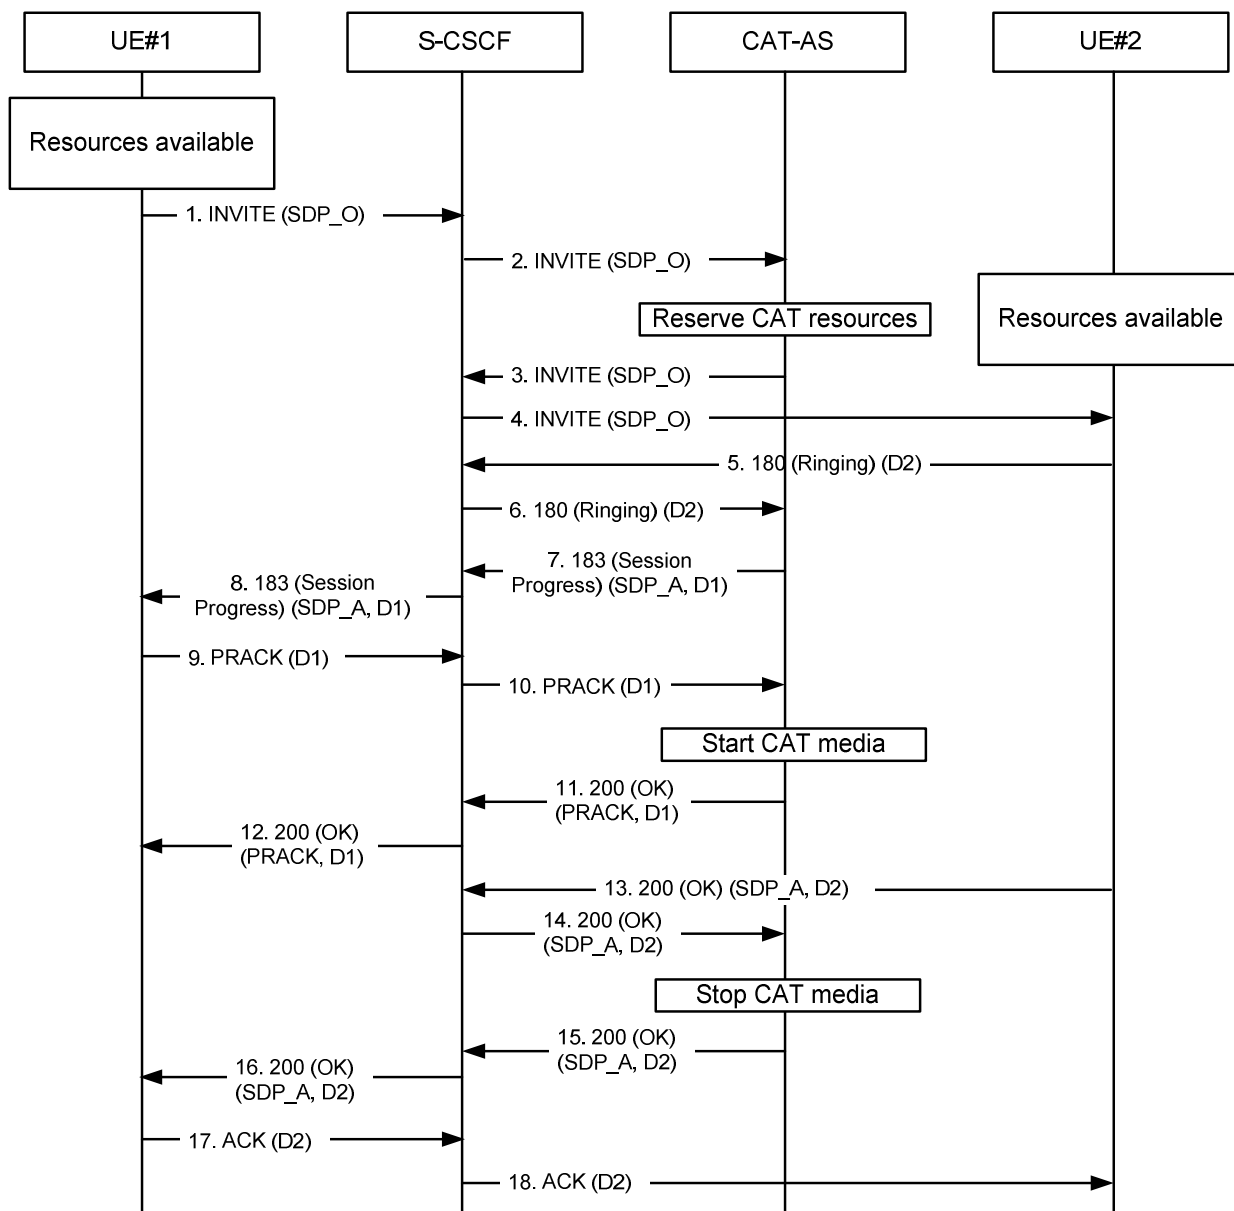 UE#1
S-CSCF
CAT-AS
UE#2
Resources available
1. INVITE (SDP_O)
2. INVITE (SDP_O)
Reserve CAT resources
Resources available
3. INVITE (SDP_O)
4. INVITE (SDP_O)
5. 180 (Ringing) (D2)
6. 180 (Ringing) (D2)
7. 183 (Session
Progress) (SDP_A, D1)
8. 183 (Session
Progress) (SDP_A, D1)
9. PRACK (D1)
10. PRACK (D1)
Start CAT media
11. 200 (OK)
(PRACK, D1)
12. 200 (OK)
(PRACK, D1)
13. 200 (OK) (SDP_A, D2)
14. 200 (OK)
(SDP_A, D2)
Stop CAT media
15. 200 (OK)
(SDP_A, D2)
16. 200 (OK)
(SDP_A, D2)
17. ACK (D2)
18. ACK (D2)